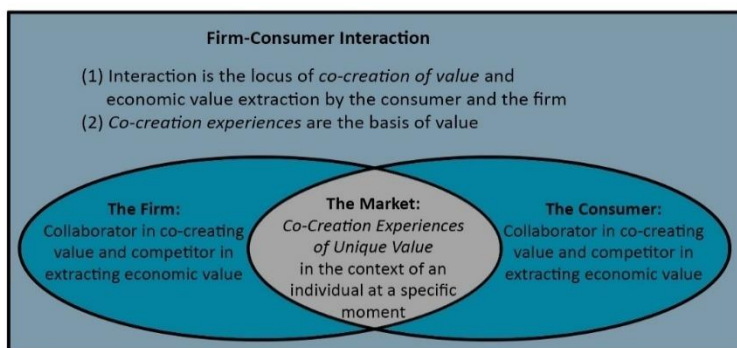 Firm-Consumer Interaction
(1) Interaction is the locus of co-creation of value and
economic value extraction by the consumer and the firm
(2) Co-creation experiences are the basis of value
The Firm:
Collaborator in co-creating
value and competitor in
extracting economic value
The Market:
Co-Creation Experiences
of Unique Value
in the context of an
individual at a specific
moment
The Consumer:
Collaborator in co-creating
value and competitor in
extracting economic value